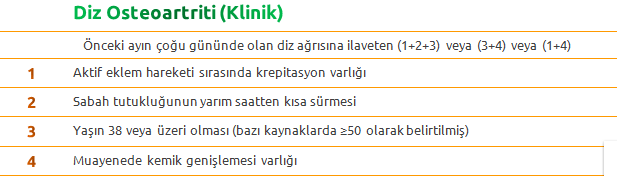 Diz Osteoartriti (Klinik)
Önceki ayın çoğu gününde olan diz ağrısına ilaveten (1+2+3) veya (3+4) veya (1+4)
1 Aktif eklem hareketi sırasında krepitasyon varlığı
2 Sabah tutukluğunun yarım saatten kısa sürmesi
3 Yaşın 38 veya üzeri olması (bazı kaynaklarda ≥50 olarak belirtilmiş)
4 Muayenede kemik genişlemesi varlığı